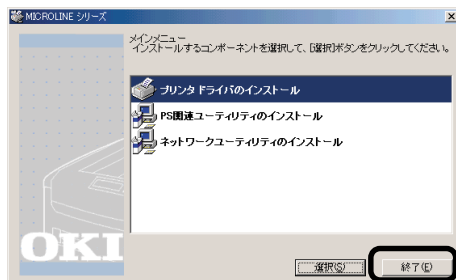 MICROLINE シリーズ
メインメニュー
インストールするコンポーネントを選択して、[選択]ボタンをクリックしてください。
プリンタ ドライバのインストール
PS関連ユーティリティのインストール
ネットワークユーティリティのインストール
OKI
選択(S)
終了(E)